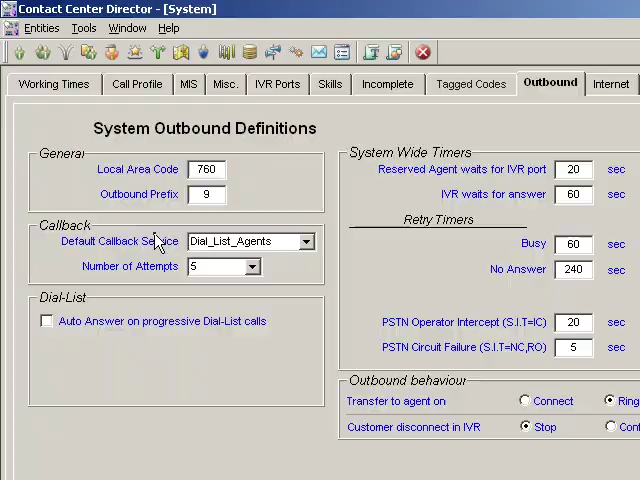 Contact Center Director - [System]
Entities Tools Window Help
Working Times Call Profile MIS Misc. IVR Ports Skills Incomplete Tagged Codes Outbound Internet
System Outbound Definitions
General
Local Area Code 760
Outbound Prefix 9
Callback
Default Callback Service Dial_List_Agents
Number of Attempts 5
Dial-List
Auto Answer on progressive Dial-List calls
System Wide Timers
Reserved Agent waits for IVR port 20 sec
IVR waits for answer 60 sec
Retry Timers
Busy 60 sec
No Answer 240 sec
PSTN Operator Intercept (S.I.T=IC) 20 sec
PSTN Circuit Failure (S.I.T=NC,RO) 5 sec
Outbound behaviour
Transfer to agent on Connect Ring
Customer disconnect in IVR Stop